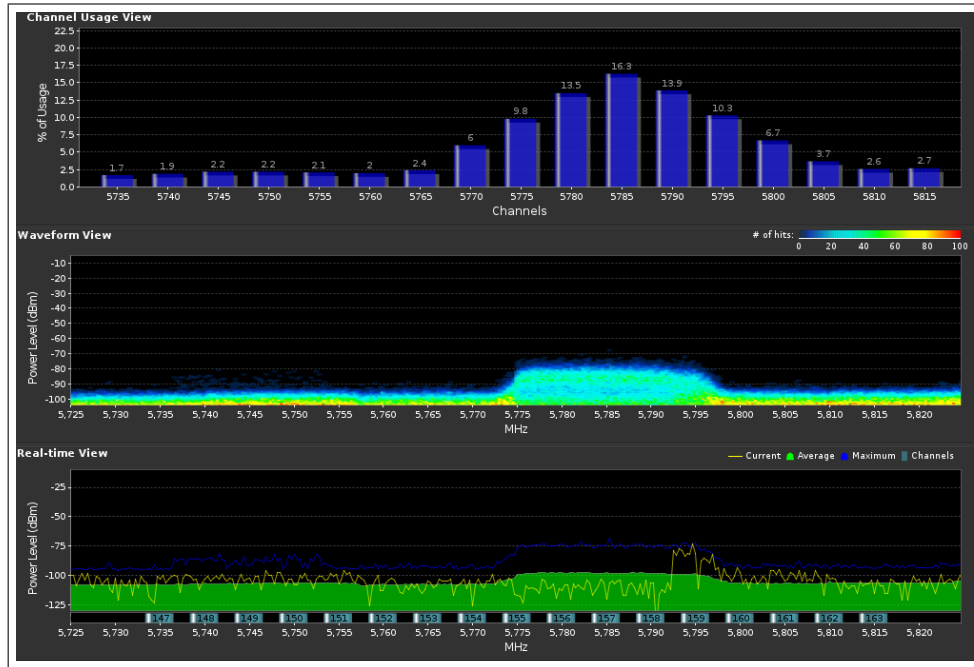 Channel Usage View
22.5
20.0
17.5
15.0
12.5
10.0
7.5
5.0
2.5
0.0
% of Usage
1.7
1.9
2.2
2.2
2.1
2
2.4
6
9.8
13.5
16.3
13.9
10.3
6.7
3.7
2.6
2.7
5735 5740 5745 5750 5755 5760 5765 5770 5775 5780 5785 5790 5795 5800 5805 5810 5815
Channels
Waveform View
# of hits: 0 20 40 60 80 100
-10
-20
-30
-40
-50
-60
-70
-80
-90
-100
Power Level (dBm)
5,725 5,730 5,735 5,740 5,745 5,750 5,755 5,760 5,765 5,770 5,775 5,780 5,785 5,790 5,795 5,800 5,805 5,810 5,815 5,820
MHz
Real-time View
Current Average Maximum Channels
-25
-50
-75
-100
-125
Power Level (dBm)
147 148 149 150 151 152 153 154 155 156 157 158 159 160 161 162 163
5,725 5,730 5,735 5,740 5,745 5,750 5,755 5,760 5,765 5,770 5,775 5,780 5,785 5,790 5,795 5,800 5,805 5,810 5,815 5,820
MHz